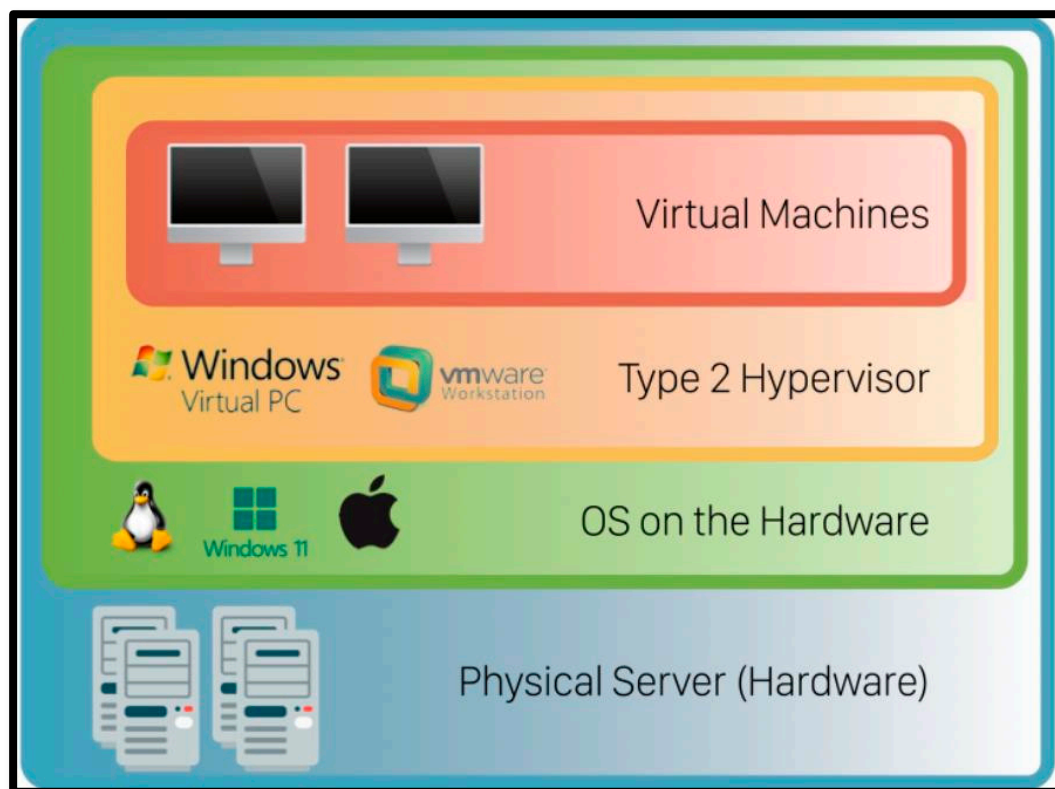 Virtual Machines
Windows
Virtual PC
vmware
Workstation
Type 2 Hypervisor
Windows 11
OS on the Hardware
Physical Server (Hardware)